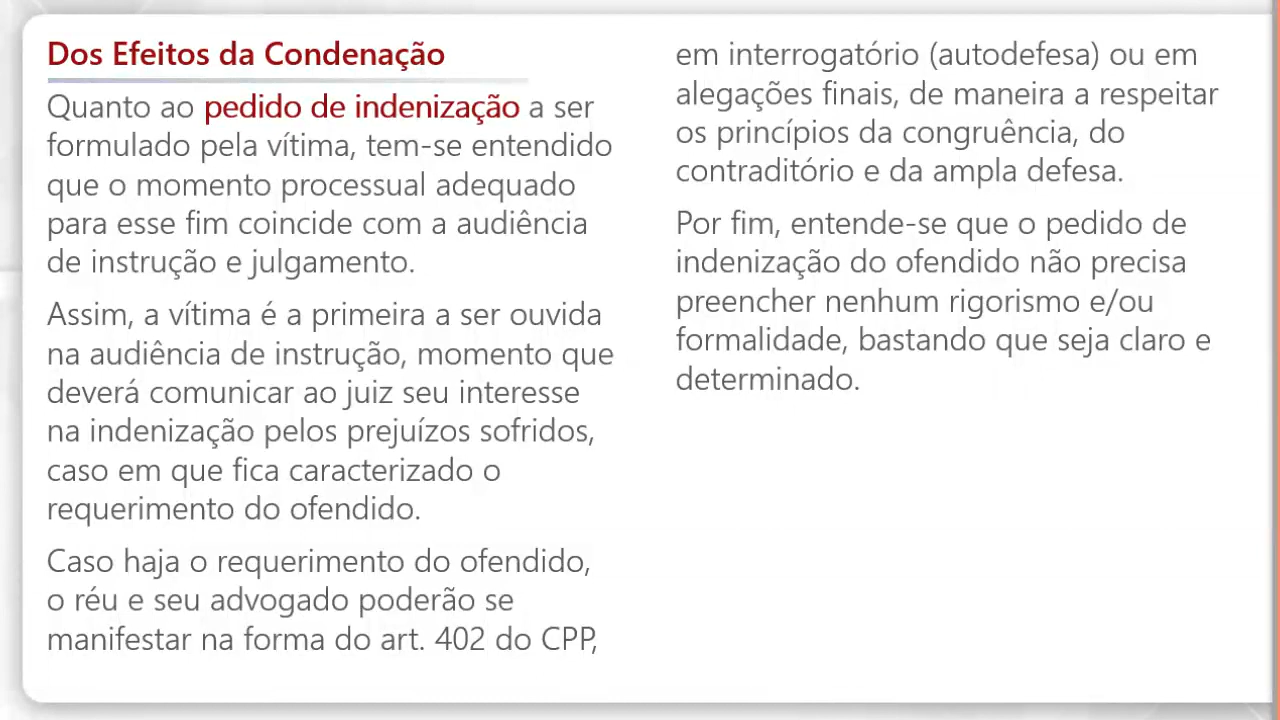 Dos Efeitos da Condenação
Quanto ao pedido de indenização a ser
formulado pela vítima, tem-se entendido
que o momento processual adequado
para esse fim coincide com a audiência
de instrução e julgamento.
Assim, a vítima é a primeira a ser ouvida
na audiência de instrução, momento que
deverá comunicar ao juiz seu interesse
na indenização pelos prejuízos sofridos,
caso em que fica caracterizado o
requerimento do ofendido.
Caso haja o requerimento do ofendido,
o réu e seu advogado poderão se
manifestar na forma do art. 402 do CPP,
em interrogatório (autodefesa) ou em
alegações finais, de maneira a respeitar
os princípios da congruência, do
contraditório e da ampla defesa.
Por fim, entende-se que o pedido de
indenização do ofendido não precisa
preencher nenhum rigorismo e/ou
formalidade, bastando que seja claro e
determinado.